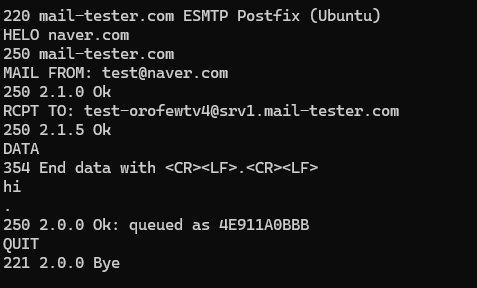 220 mail-tester.com ESMTP Postfix (Ubuntu)
HELO naver.com
250 mail-tester.com
MAIL FROM: test@naver.com
250 2.1.0 Ok
RCPT TO: test-orofewtv4@srv1.mail-tester.com
250 2.1.5 Ok
DATA
354 End data with <CR><LF>.<CR><LF>
hi
.
250 2.0.0 Ok: queued as 4E911A0BBB
QUIT
221 2.0.0 Bye